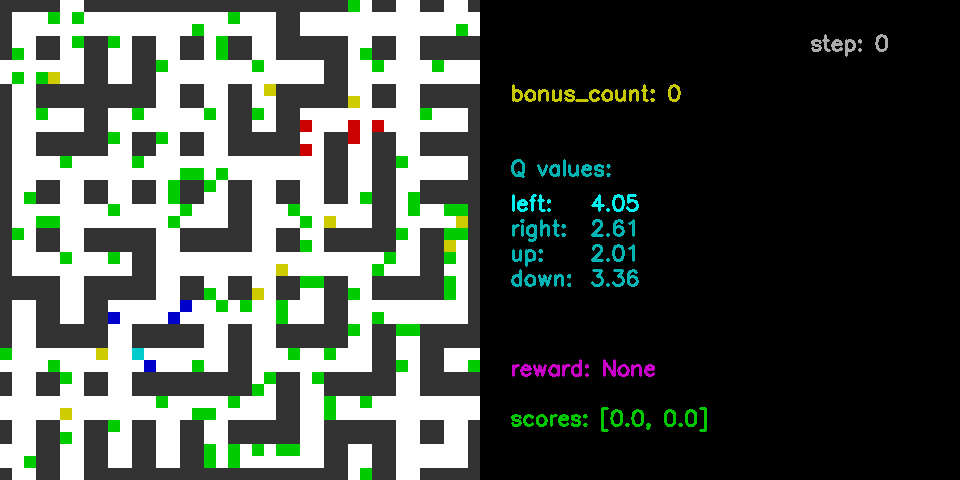 step: 0
bonus_count: 0
Q values:
left: 4.05
right: 2.61
up: 2.01
down: 3.36
reward: None
scores: [0.0, 0.0]